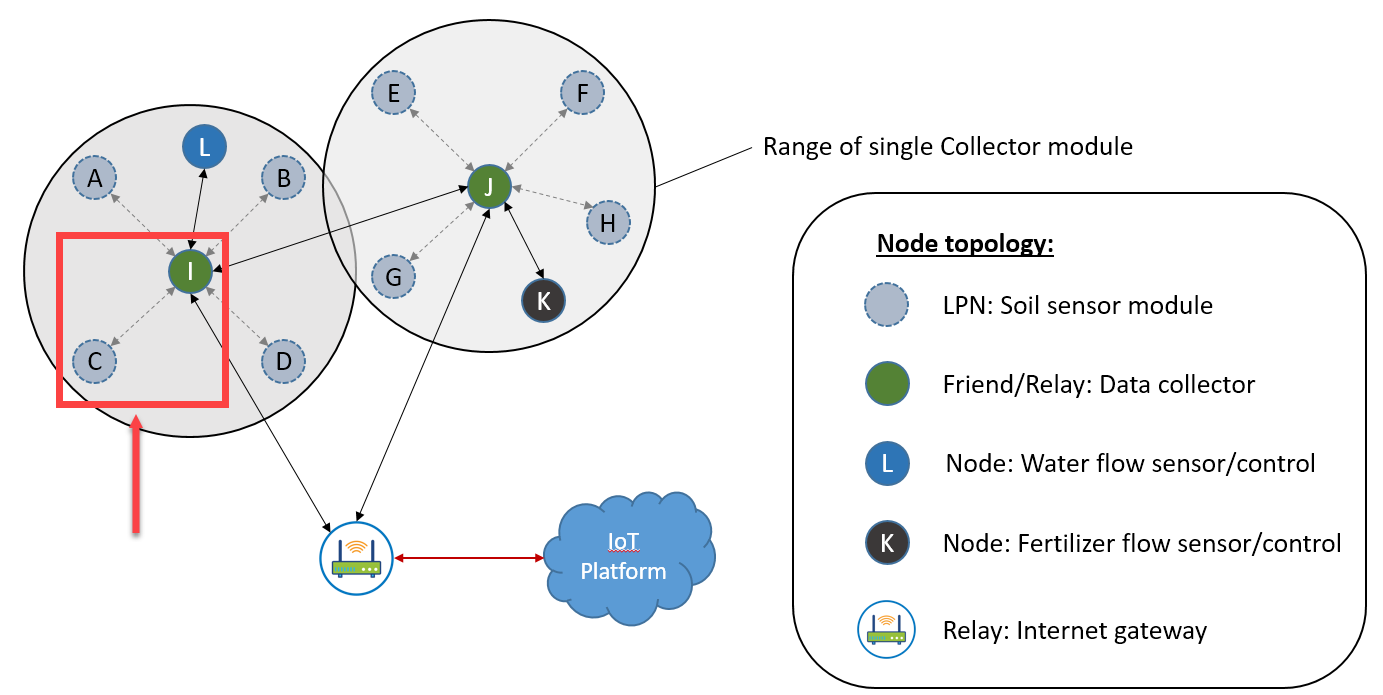 E
F
L
A
B
J
Range of single Collector module
H
I
G
K
C
D
IoT
Platform
Node topology:
LPN: Soil sensor module
Friend/Relay: Data collector
L
Node: Water flow sensor/control
K
Node: Fertilizer flow sensor/control
Relay: Internet gateway